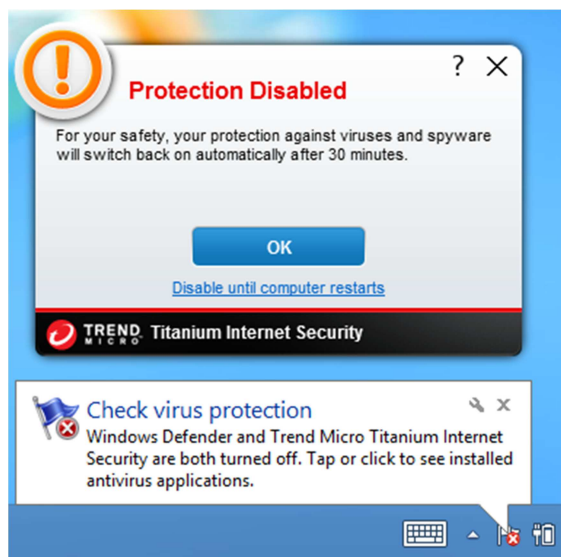 ?
Protection Disabled
For your safety, your protection against viruses and spyware
will switch back on automatically after 30 minutes.
OK
Disable until computer restarts
TREND MICRO Titanium Internet Security
Check virus protection
Windows Defender and Trend Micro Titanium Internet
Security are both turned off. Tap or click to see installed
antivirus applications.